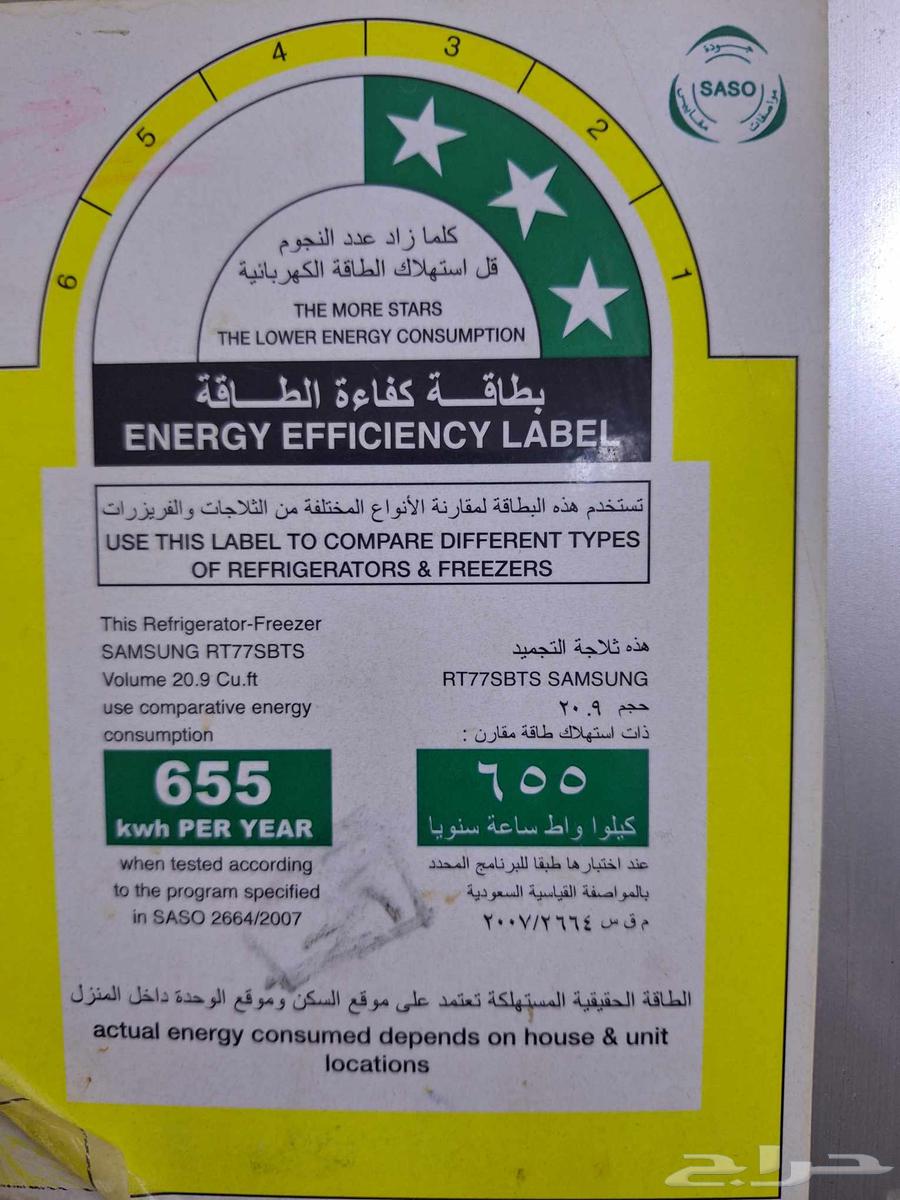 4
3
5
2
6
1
جودة
SASO
مقاييس
مواصفات
كلما زاد عدد النجوم
قل استهلاك الطاقة الكهربائية
THE MORE STARS
THE LOWER ENERGY CONSUMPTION
بطاقـــة كفاءة الطـــاقة
ENERGY EFFICIENCY LABEL
تستخدم هذه البطاقة لمقارنة الأنواع المختلفة من الثلاجات والفريزرات
USE THIS LABEL TO COMPARE DIFFERENT TYPES
OF REFRIGERATORS & FREEZERS
This Refrigerator-Freezer
SAMSUNG RT77SBTS
Volume 20.9 Cu.ft
use comparative energy
consumption
655
kwh PER YEAR
when tested according
to the program specified
in SASO 2664/2007
هذه ثلاجة التجميد
RT77SBTS SAMSUNG
حجم ٢٠.٩
ذات استهلاك طاقة مقارن :
٦٥٥
كيلوا واط ساعة سنويا
عند اختبارها طبقا للبرنامج المحدد
بالمواصفة القياسية السعودية
م ق س ٢٠٠٧/٢٦٦٤
الطاقة الحقيقية المستهلكة تعتمد على موقع السكن وموقع الوحدة داخل المنزل
actual energy consumed depends on house & unit
locations
حراج